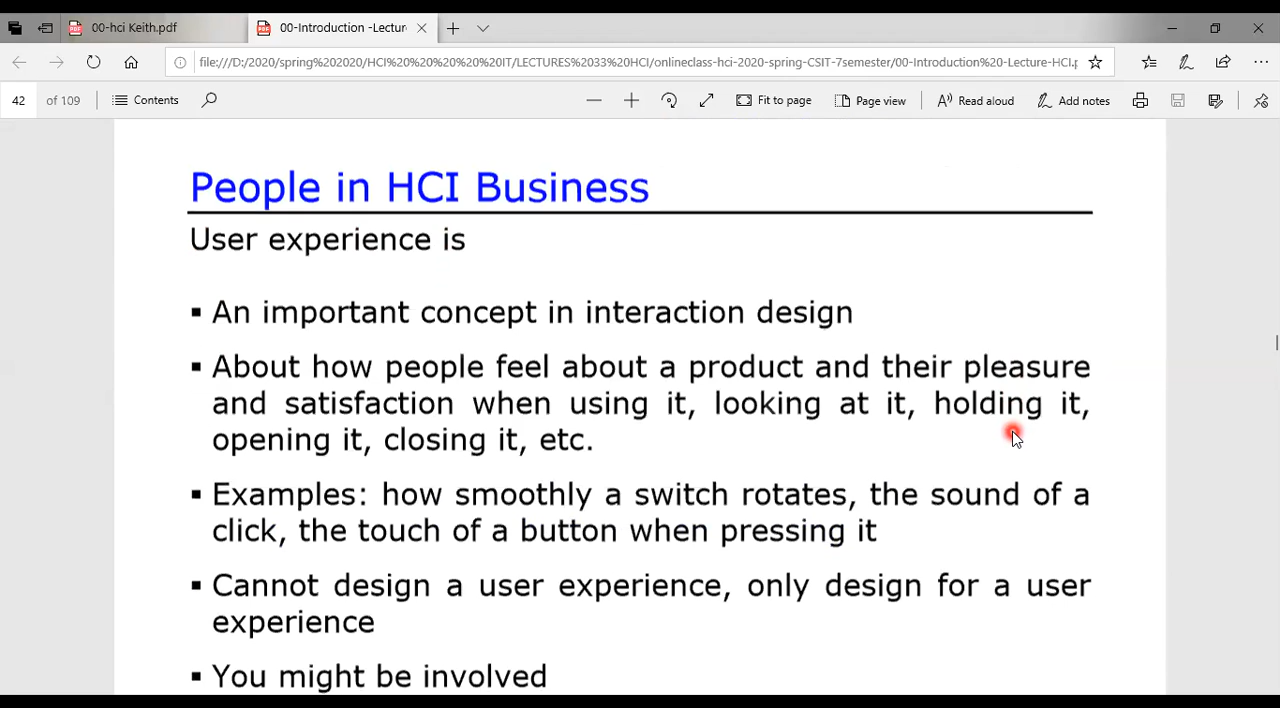 00-hci Keith.pdf
00-Introduction -Lectur
file:///D:/2020/spring%202020/HCI%20%20%20%20%20IT/LECTURES%2033%20HCI/onlineclass-hci-2020-spring-CSIT-7semester/00-Introduction%20-Lecture-HCI.p
42 of 109 Contents Fit to page Page view Read aloud Add notes
People in HCI Business
User experience is
▪ An important concept in interaction design
▪ About how people feel about a product and their pleasure
and satisfaction when using it, looking at it, holding it,
opening it, closing it, etc.
▪ Examples: how smoothly a switch rotates, the sound of a
click, the touch of a button when pressing it
▪ Cannot design a user experience, only design for a user
experience
▪ You might be involved